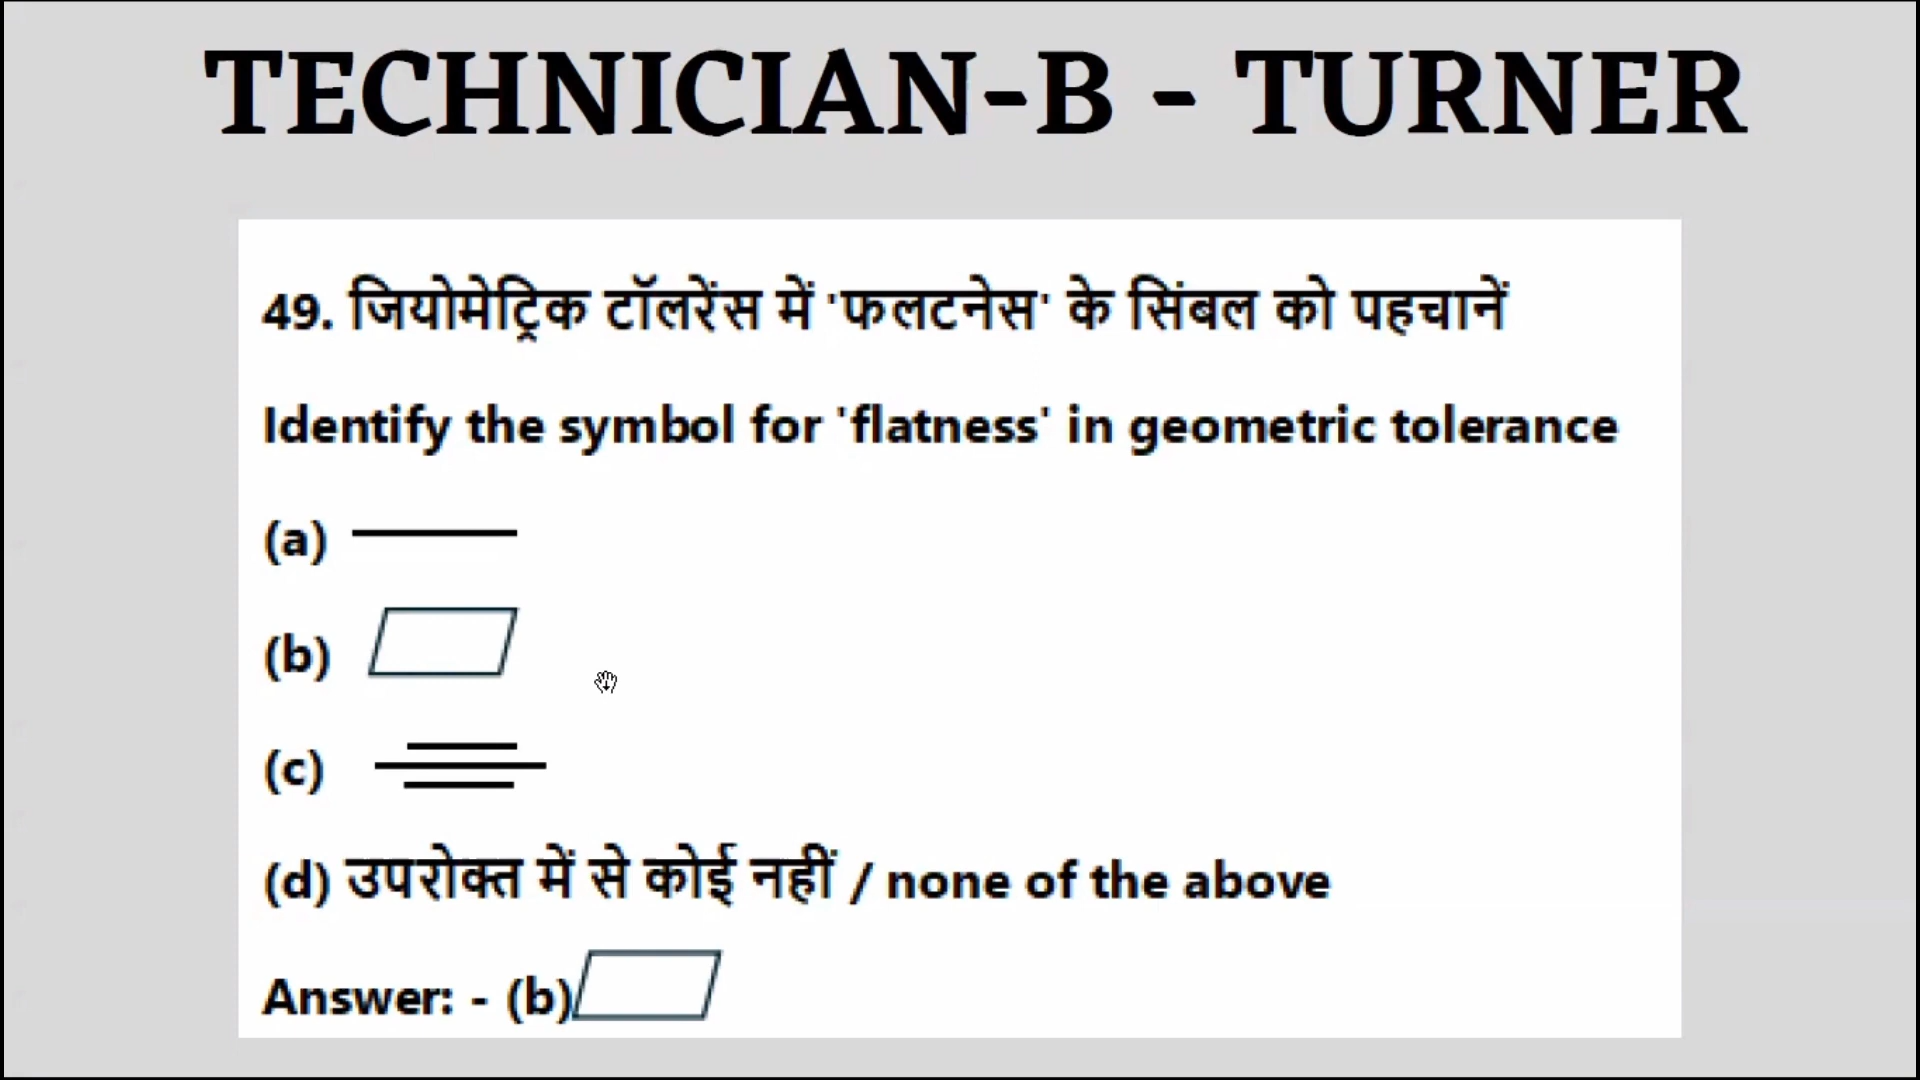 TECHNICIAN-B - TURNER
49. जियोमेट्रिक टॉलरेंस में 'फलटनेस' के सिंबल को पहचानें
Identify the symbol for 'flatness' in geometric tolerance
(a)
(b)
(c)
(d) उपरोक्त में से कोई नहीं / none of the above
Answer: - (b)